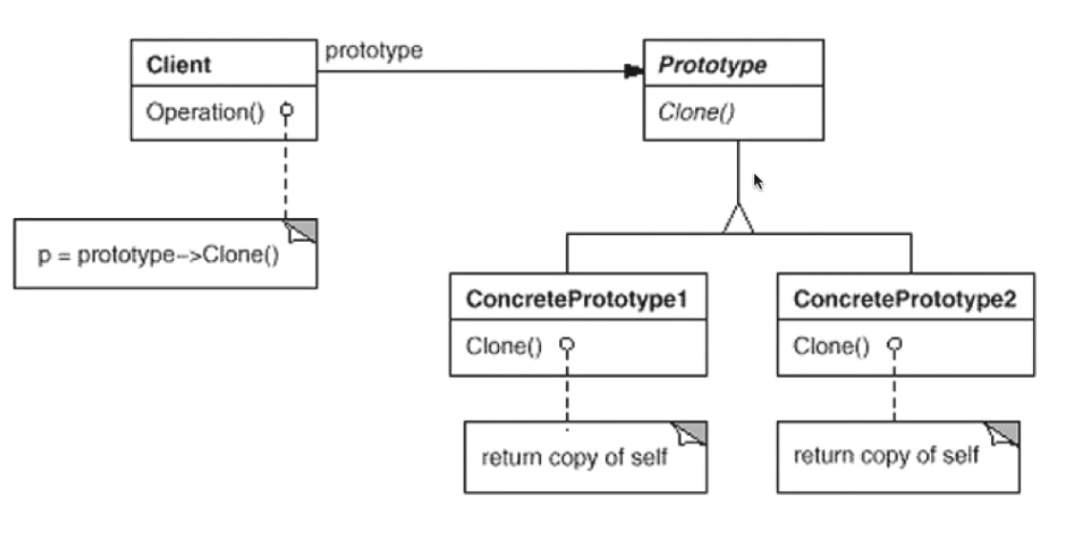 prototype
Client
Prototype
Operation()
Clone()
p = prototype->Clone()
ConcretePrototype1
ConcretePrototype2
Clone()
Clone()
return copy of self
return copy of self